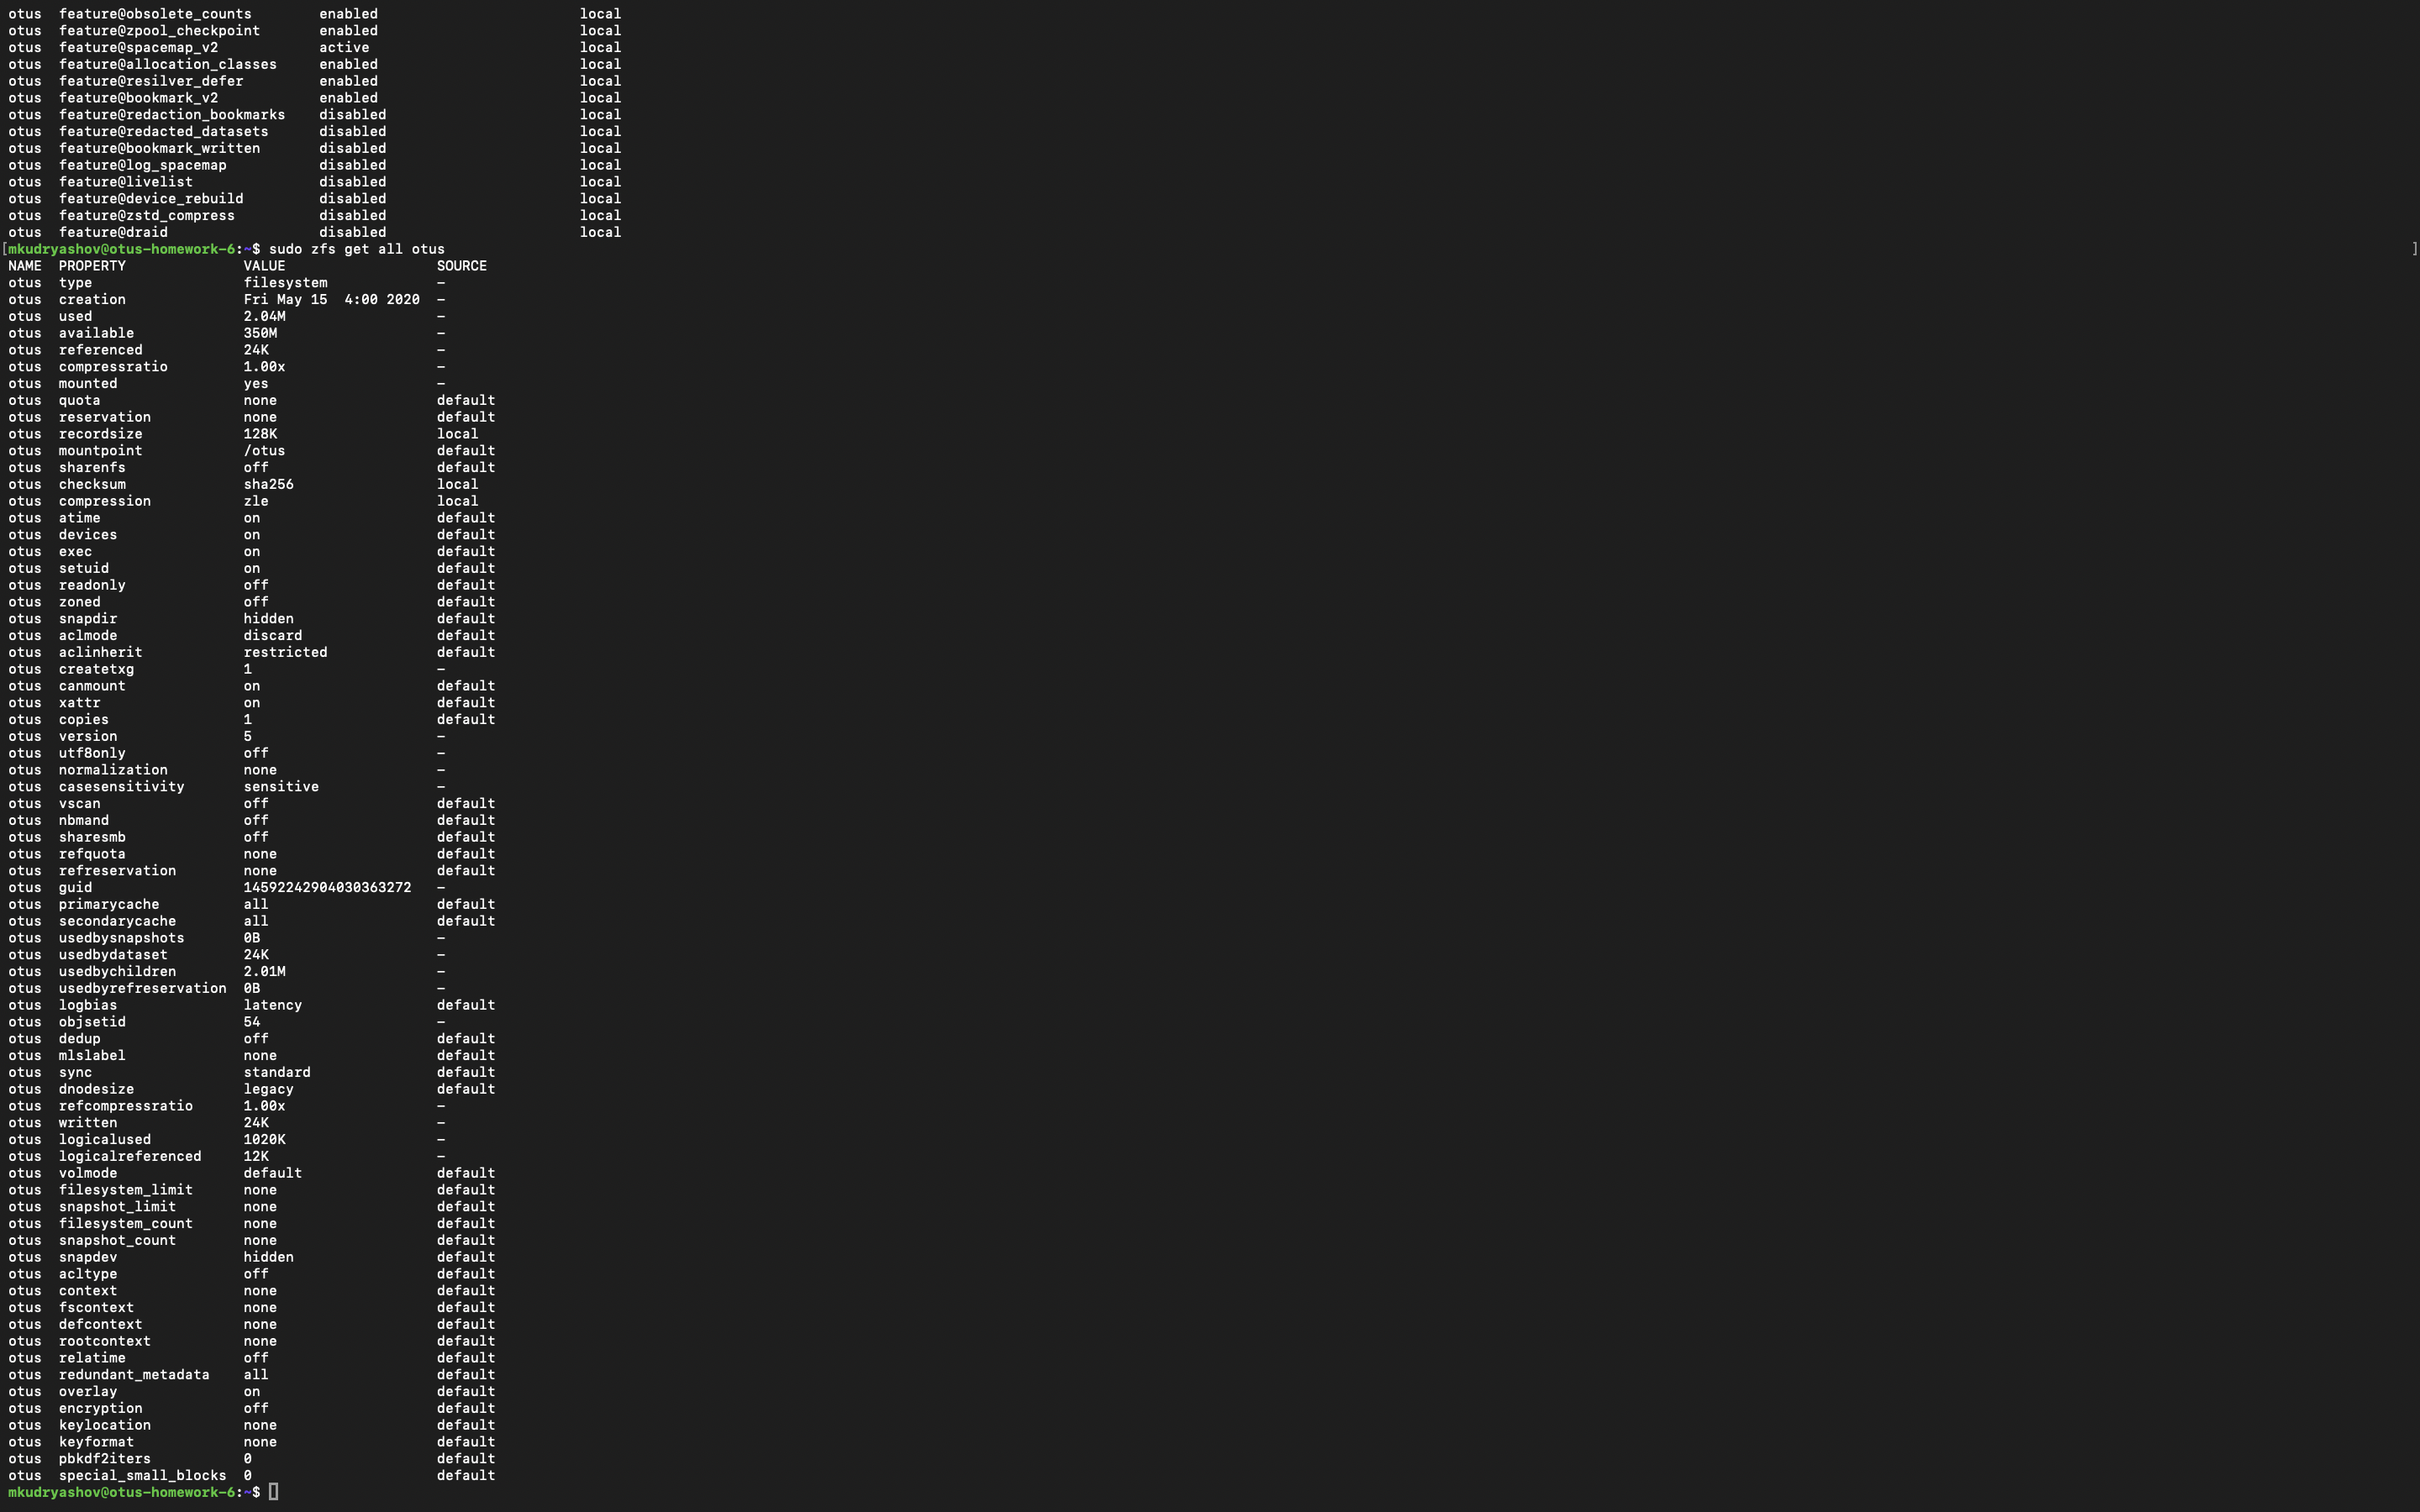 otus  feature@obsolete_counts        enabled                        local
otus  feature@zpool_checkpoint       enabled                        local
otus  feature@spacemap_v2            active                         local
otus  feature@allocation_classes     enabled                        local
otus  feature@resilver_defer         enabled                        local
otus  feature@bookmark_v2            enabled                        local
otus  feature@redaction_bookmarks    disabled                       local
otus  feature@redacted_datasets      disabled                       local
otus  feature@bookmark_written       disabled                       local
otus  feature@log_spacemap           disabled                       local
otus  feature@livelist               disabled                       local
otus  feature@device_rebuild         disabled                       local
otus  feature@zstd_compress          disabled                       local
otus  feature@draid                  disabled                       local
[mkudryashov@otus-homework-6:~$ sudo zfs get all otus ]
NAME  PROPERTY              VALUE                  SOURCE
otus  type                  filesystem             -
otus  creation              Fri May 15  4:00 2020  -
otus  used                  2.04M                  -
otus  available             350M                   -
otus  referenced            24K                    -
otus  compressratio         1.00x                  -
otus  mounted               yes                    -
otus  quota                 none                   default
otus  reservation           none                   default
otus  recordsize            128K                   local
otus  mountpoint            /otus                  default
otus  sharenfs              off                    default
otus  checksum              sha256                 local
otus  compression           zle                    local
otus  atime                 on                     default
otus  devices               on                     default
otus  exec                  on                     default
otus  setuid                on                     default
otus  readonly              off                    default
otus  zoned                 off                    default
otus  snapdir               hidden                 default
otus  aclmode               discard                default
otus  aclinherit            restricted             default
otus  createtxg             1                      -
otus  canmount              on                     default
otus  xattr                 on                     default
otus  copies                1                      default
otus  version               5                      -
otus  utf8only              off                    -
otus  normalization         none                   -
otus  casesensitivity       sensitive              -
otus  vscan                 off                    default
otus  nbmand                off                    default
otus  sharesmb              off                    default
otus  refquota              none                   default
otus  refreservation        none                   default
otus  guid                  14592242904030363272   -
otus  primarycache          all                    default
otus  secondarycache        all                    default
otus  usedbysnapshots       0B                     -
otus  usedbydataset         24K                    -
otus  usedbychildren        2.01M                  -
otus  usedbyrefreservation  0B                     -
otus  logbias               latency                default
otus  objsetid              54                     -
otus  dedup                 off                    default
otus  mlslabel              none                   default
otus  sync                  standard               default
otus  dnodesize             legacy                 default
otus  refcompressratio      1.00x                  -
otus  written               24K                    -
otus  logicalused           1020K                  -
otus  logicalreferenced     12K                    -
otus  volmode               default                default
otus  filesystem_limit      none                   default
otus  snapshot_limit        none                   default
otus  filesystem_count      none                   default
otus  snapshot_count        none                   default
otus  snapdev               hidden                 default
otus  acltype               off                    default
otus  context               none                   default
otus  fscontext             none                   default
otus  defcontext            none                   default
otus  rootcontext           none                   default
otus  relatime              off                    default
otus  redundant_metadata    all                    default
otus  overlay               on                     default
otus  encryption            off                    default
otus  keylocation           none                   default
otus  keyformat             none                   default
otus  pbkdf2iters           0                      default
otus  special_small_blocks  0                      default
mkudryashov@otus-homework-6:~$